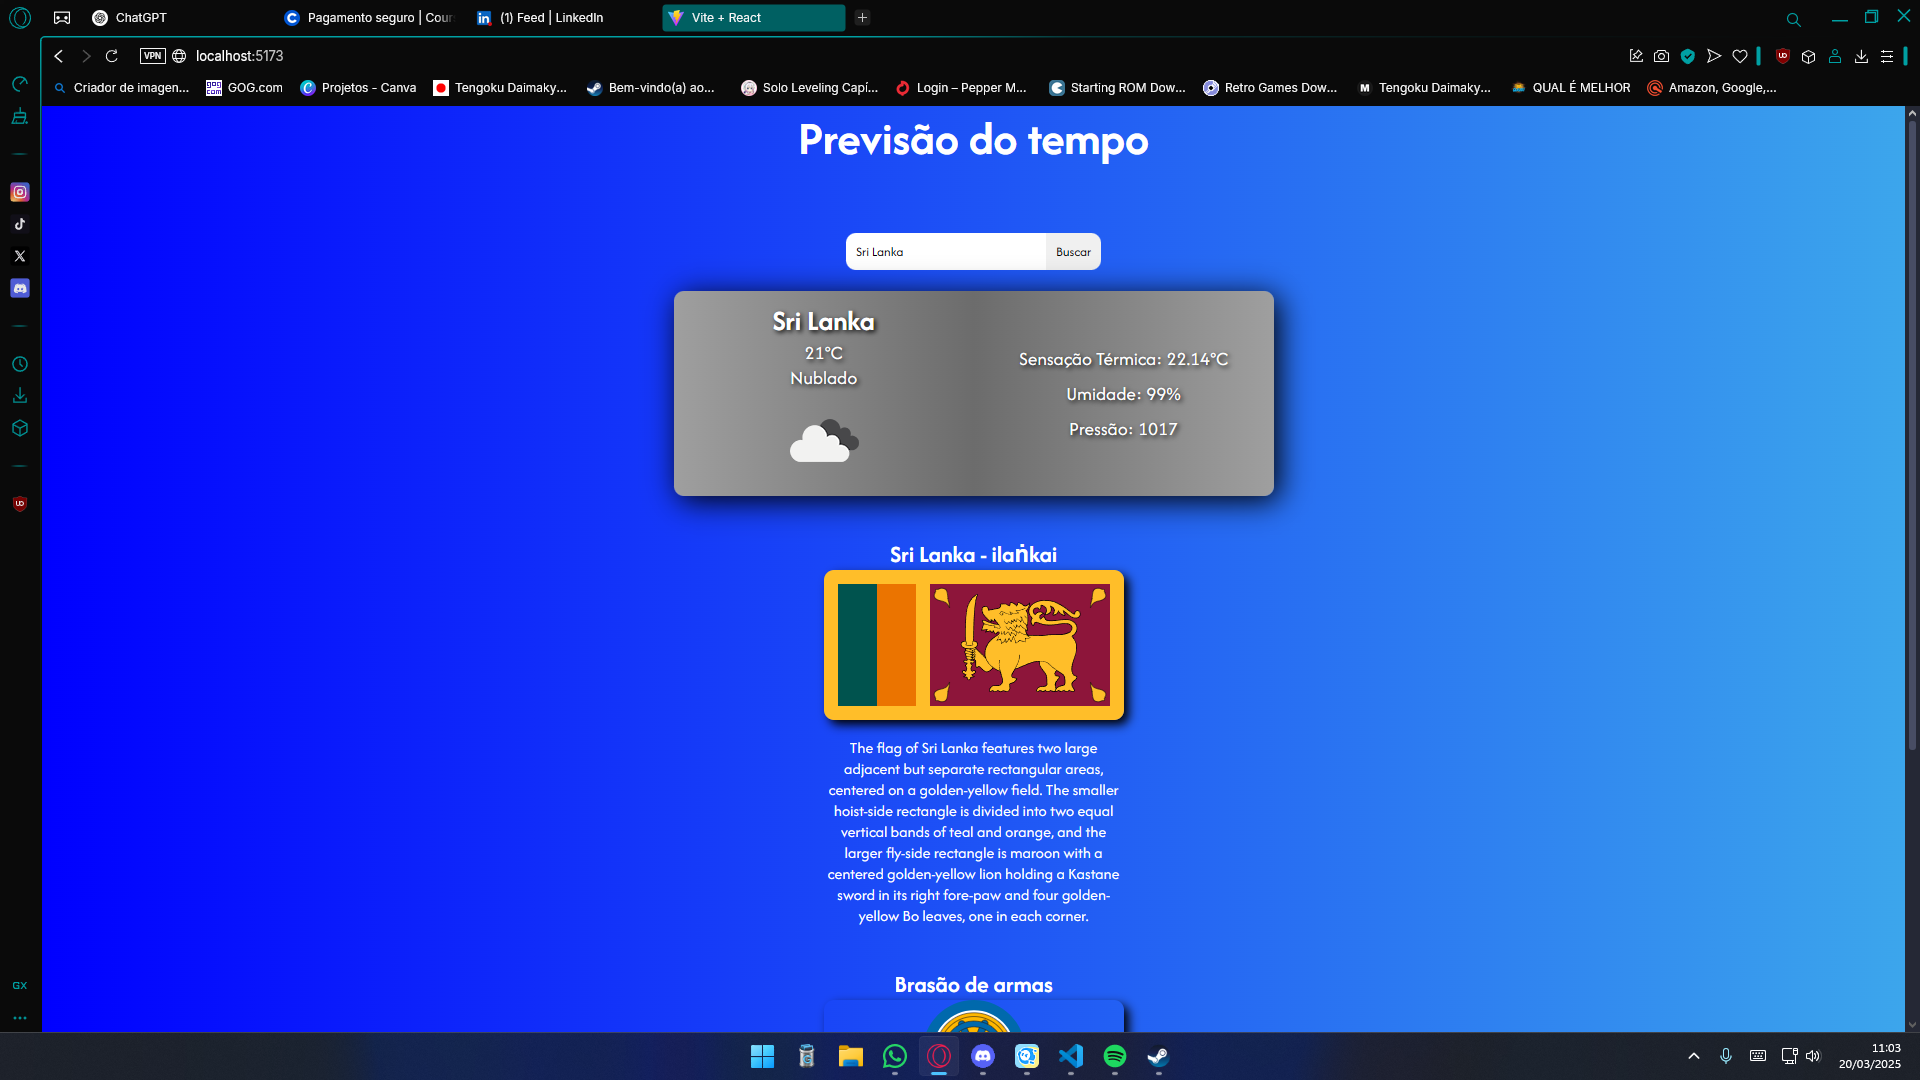 ChatGPT
Pagamento seguro | Cour
(1) Feed | LinkedIn
Vite + React
VPN
localhost:5173
Criador de imagen...
GOG.com
Projetos - Canva
Tengoku Daimaky...
Bem-vindo(a) ao...
Solo Leveling Capí...
Login – Pepper M...
Starting ROM Dow...
Retro Games Dow...
M Tengoku Daimaky...
QUAL É MELHOR
Amazon, Google,...
Previsão do tempo
Sri Lanka
Buscar
Sri Lanka
21°C
Nublado
Sensação Térmica: 22.14°C
Umidade: 99%
Pressão: 1017
Sri Lanka - ilaṅkai
The flag of Sri Lanka features two large
adjacent but separate rectangular areas,
centered on a golden-yellow field. The smaller
hoist-side rectangle is divided into two equal
vertical bands of teal and orange, and the
larger fly-side rectangle is maroon with a
centered golden-yellow lion holding a Kastane
sword in its right fore-paw and four golden-
yellow Bo leaves, one in each corner.
Brasão de armas
GX
11:03
20/03/2025